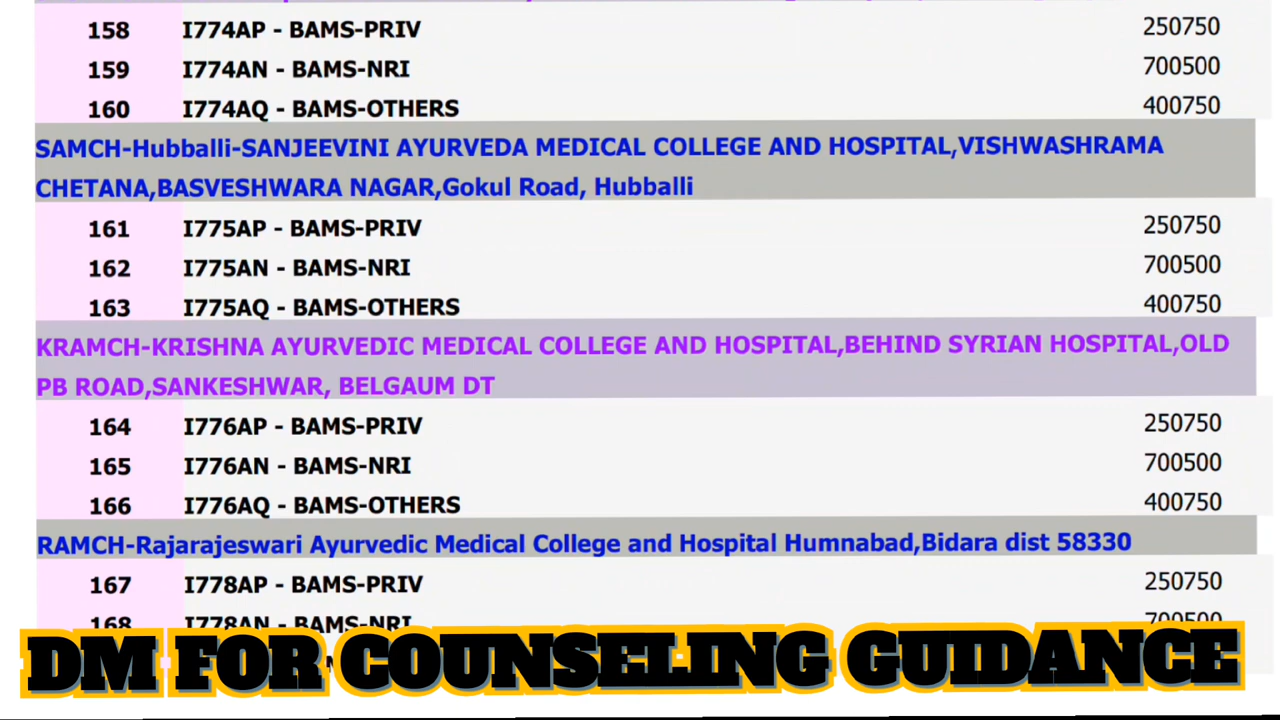 158 I774AP - BAMS-PRIV 250750
159 I774AN - BAMS-NRI 700500
160 I774AQ - BAMS-OTHERS 400750
SAMCH-Hubballi-SANJEEVINI AYURVEDA MEDICAL COLLEGE AND HOSPITAL,VISHWASHRAMA
CHETANA,BASVESHWARA NAGAR,Gokul Road, Hubballi
161 I775AP - BAMS-PRIV 250750
162 I775AN - BAMS-NRI 700500
163 I775AQ - BAMS-OTHERS 400750
KRAMCH-KRISHNA AYURVEDIC MEDICAL COLLEGE AND HOSPITAL,BEHIND SYRIAN HOSPITAL,OLD
PB ROAD,SANKESHWAR, BELGAUM DT
164 I776AP - BAMS-PRIV 250750
165 I776AN - BAMS-NRI 700500
166 I776AQ - BAMS-OTHERS 400750
RAMCH-Rajarajeswari Ayurvedic Medical College and Hospital Humnabad,Bidara dist 58330
167 I778AP - BAMS-PRIV 250750
168 I778AN - BAMS-NRI 700500
DM FOR COUNSELING GUIDANCE